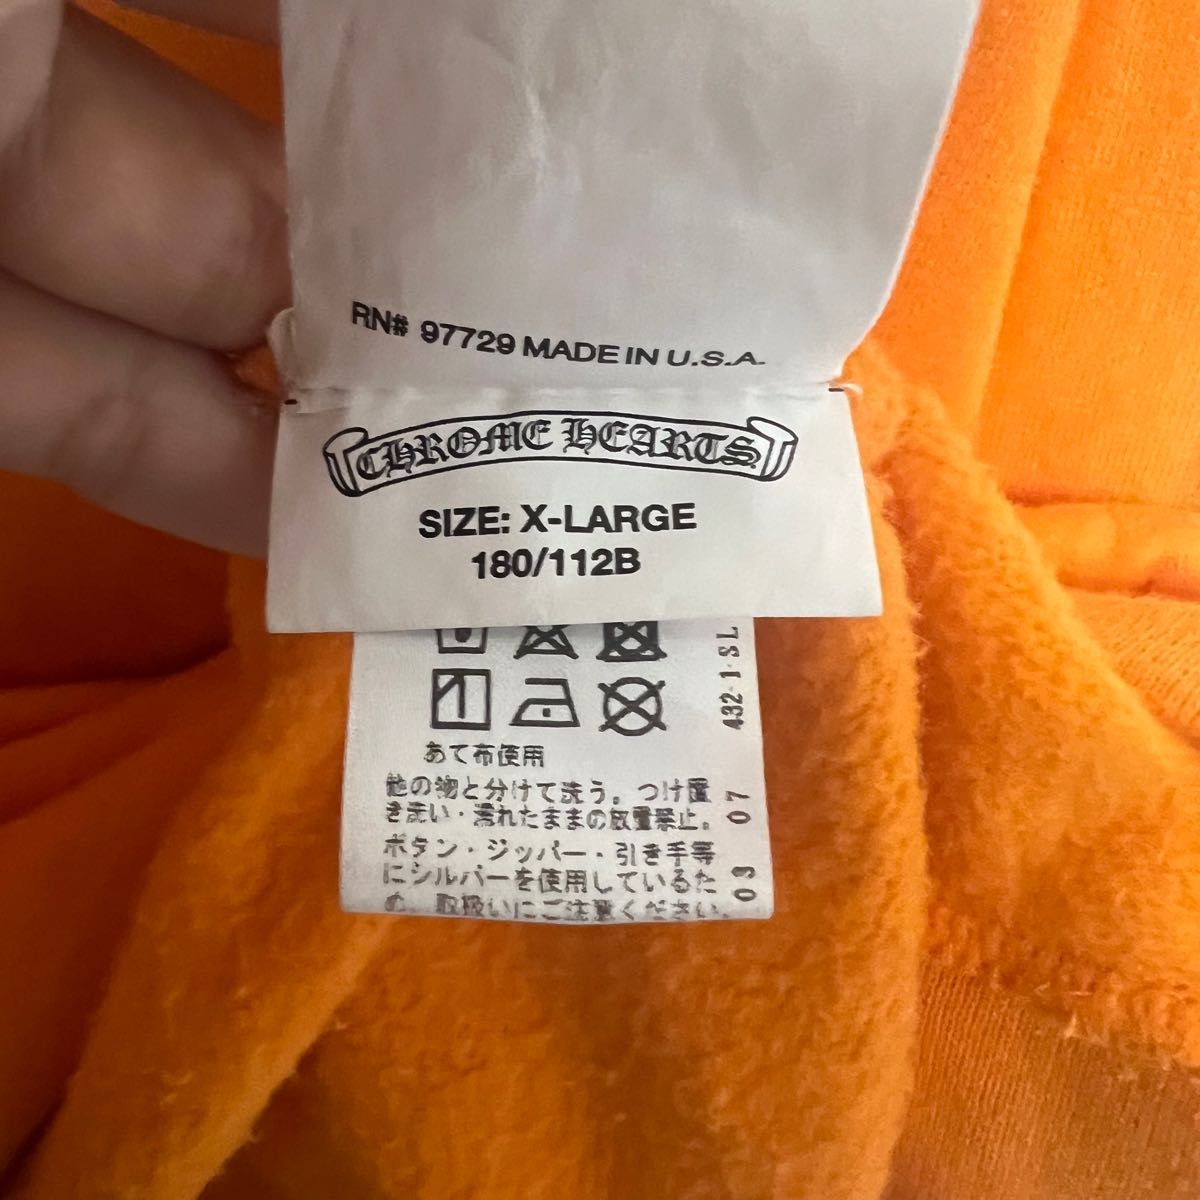 RN# 97729 MADE IN U.S.A.
CHROME HEARTS
SIZE: X-LARGE
180/112B
432-1-SL
あて布使用
他の物と分けて洗う。つけ置
き洗い・濡れたままの放置禁止。
ボタン・ジッパー・引き手等
にシルバーを使用しているた
め、取扱いにご注意ください。
03 07